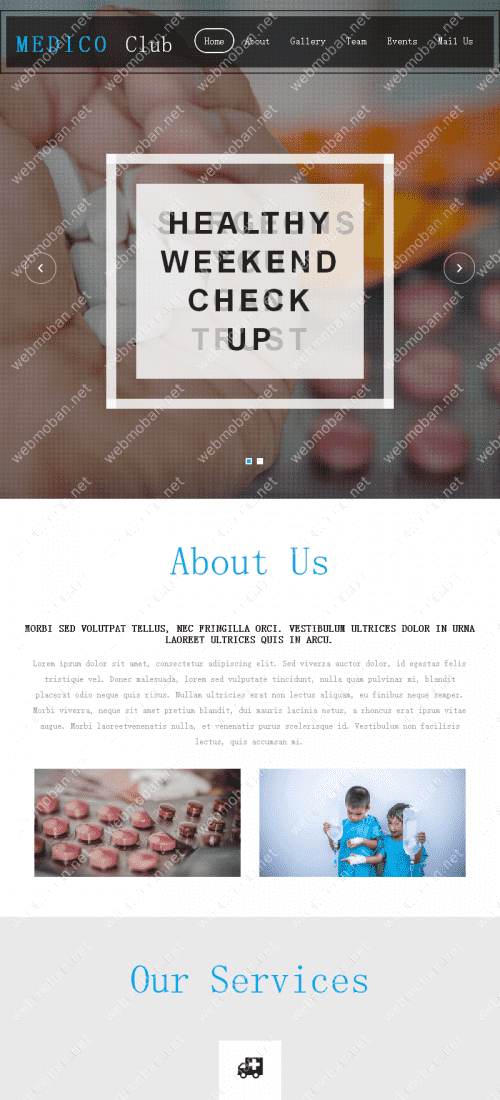 MEDICO Club
Home About Gallery Team Events Mail Us
HEALTHY
WEEKEND
CHECK
UP
SURGEONS
YOU
CAN
TRUST
About Us
MORBI SED VOLUTPAT TELLUS, NEC FRINGILLA ORCI. VESTIBULUM ULTRICES DOLOR IN URNA
LAOREET ULTRICES QUIS IN ARCU.
Lorem ipsum dolor sit amet, consectetur adipiscing elit. Sed viverra auctor dolor, id egestas felis
tristique vel. Donec malesuada, lorem sed vulputate tincidunt, nulla quam pulvinar mi, blandit
placerat odio neque quis risus. Nullam ultricies erat non lectus aliquam, eu finibus neque semper.
Morbi viverra, neque sit amet pretium blandit, dui mauris lacinia metus, a rhoncus erat ipsum vitae
augue. Morbi laoreetvenenatis nulla, et venenatis purus scelerisque id. Vestibulum non facilisis
lectus, quis accumsan mi.
Our Services
webmoban.net